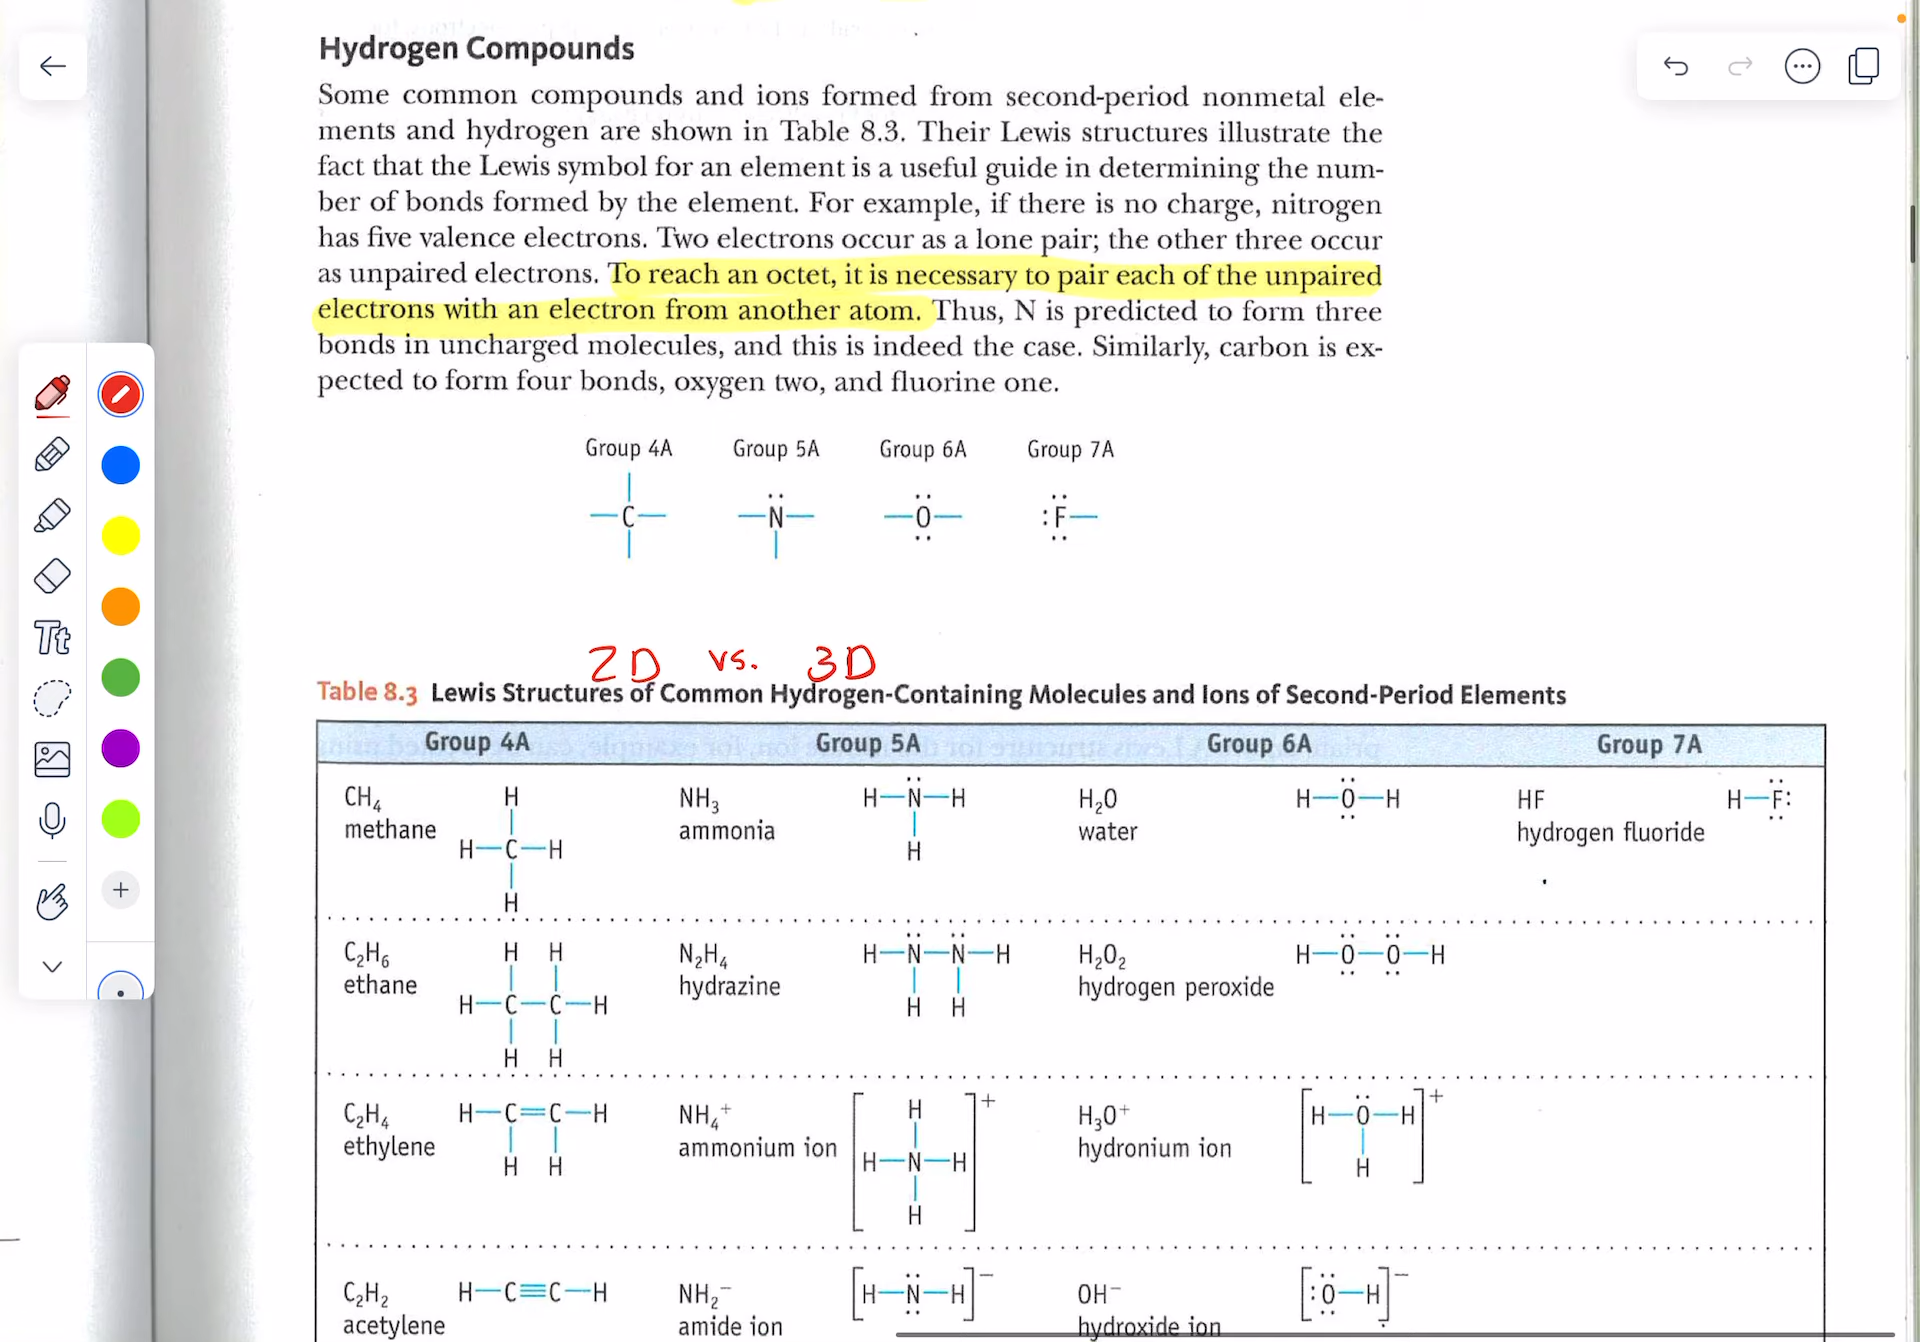 Hydrogen Compounds
Some common compounds and ions formed from second-period nonmetal ele-
ments and hydrogen are shown in Table 8.3. Their Lewis structures illustrate the
fact that the Lewis symbol for an element is a useful guide in determining the num-
ber of bonds formed by the element. For example, if there is no charge, nitrogen
has five valence electrons. Two electrons occur as a lone pair; the other three occur
as unpaired electrons. To reach an octet, it is necessary to pair each of the unpaired
electrons with an electron from another atom. Thus, N is predicted to form three
bonds in uncharged molecules, and this is indeed the case. Similarly, carbon is ex-
pected to form four bonds, oxygen two, and fluorine one.
Group 4A Group 5A Group 6A Group 7A
—C— —N— —O— :F—
2D vs. 3D
Table 8.3 Lewis Structures of Common Hydrogen-Containing Molecules and Ions of Second-Period Elements
Group 4A Group 5A Group 6A Group 7A
CH₄ H NH₃ H—N—H H₂O H—O—H HF H—F:
methane ammonia water hydrogen fluoride
H—C—H H
H
C₂H₆ H H N₂H₄ H—N—N—H H₂O₂ H—O—O—H
ethane hydrazine hydrogen peroxide
H—C—C—H H H
H H
C₂H₄ H—C=C—H NH₄⁺ H + H₃O⁺ [H—O—H]⁺
ethylene ammonium ion hydronium ion
H H [H—N—H] H
H
C₂H₂ H—C≡C—H NH₂⁻ [H—N—H]⁻ OH⁻ [:O—H]⁻
acetylene amide ion hydroxide ion
Tt